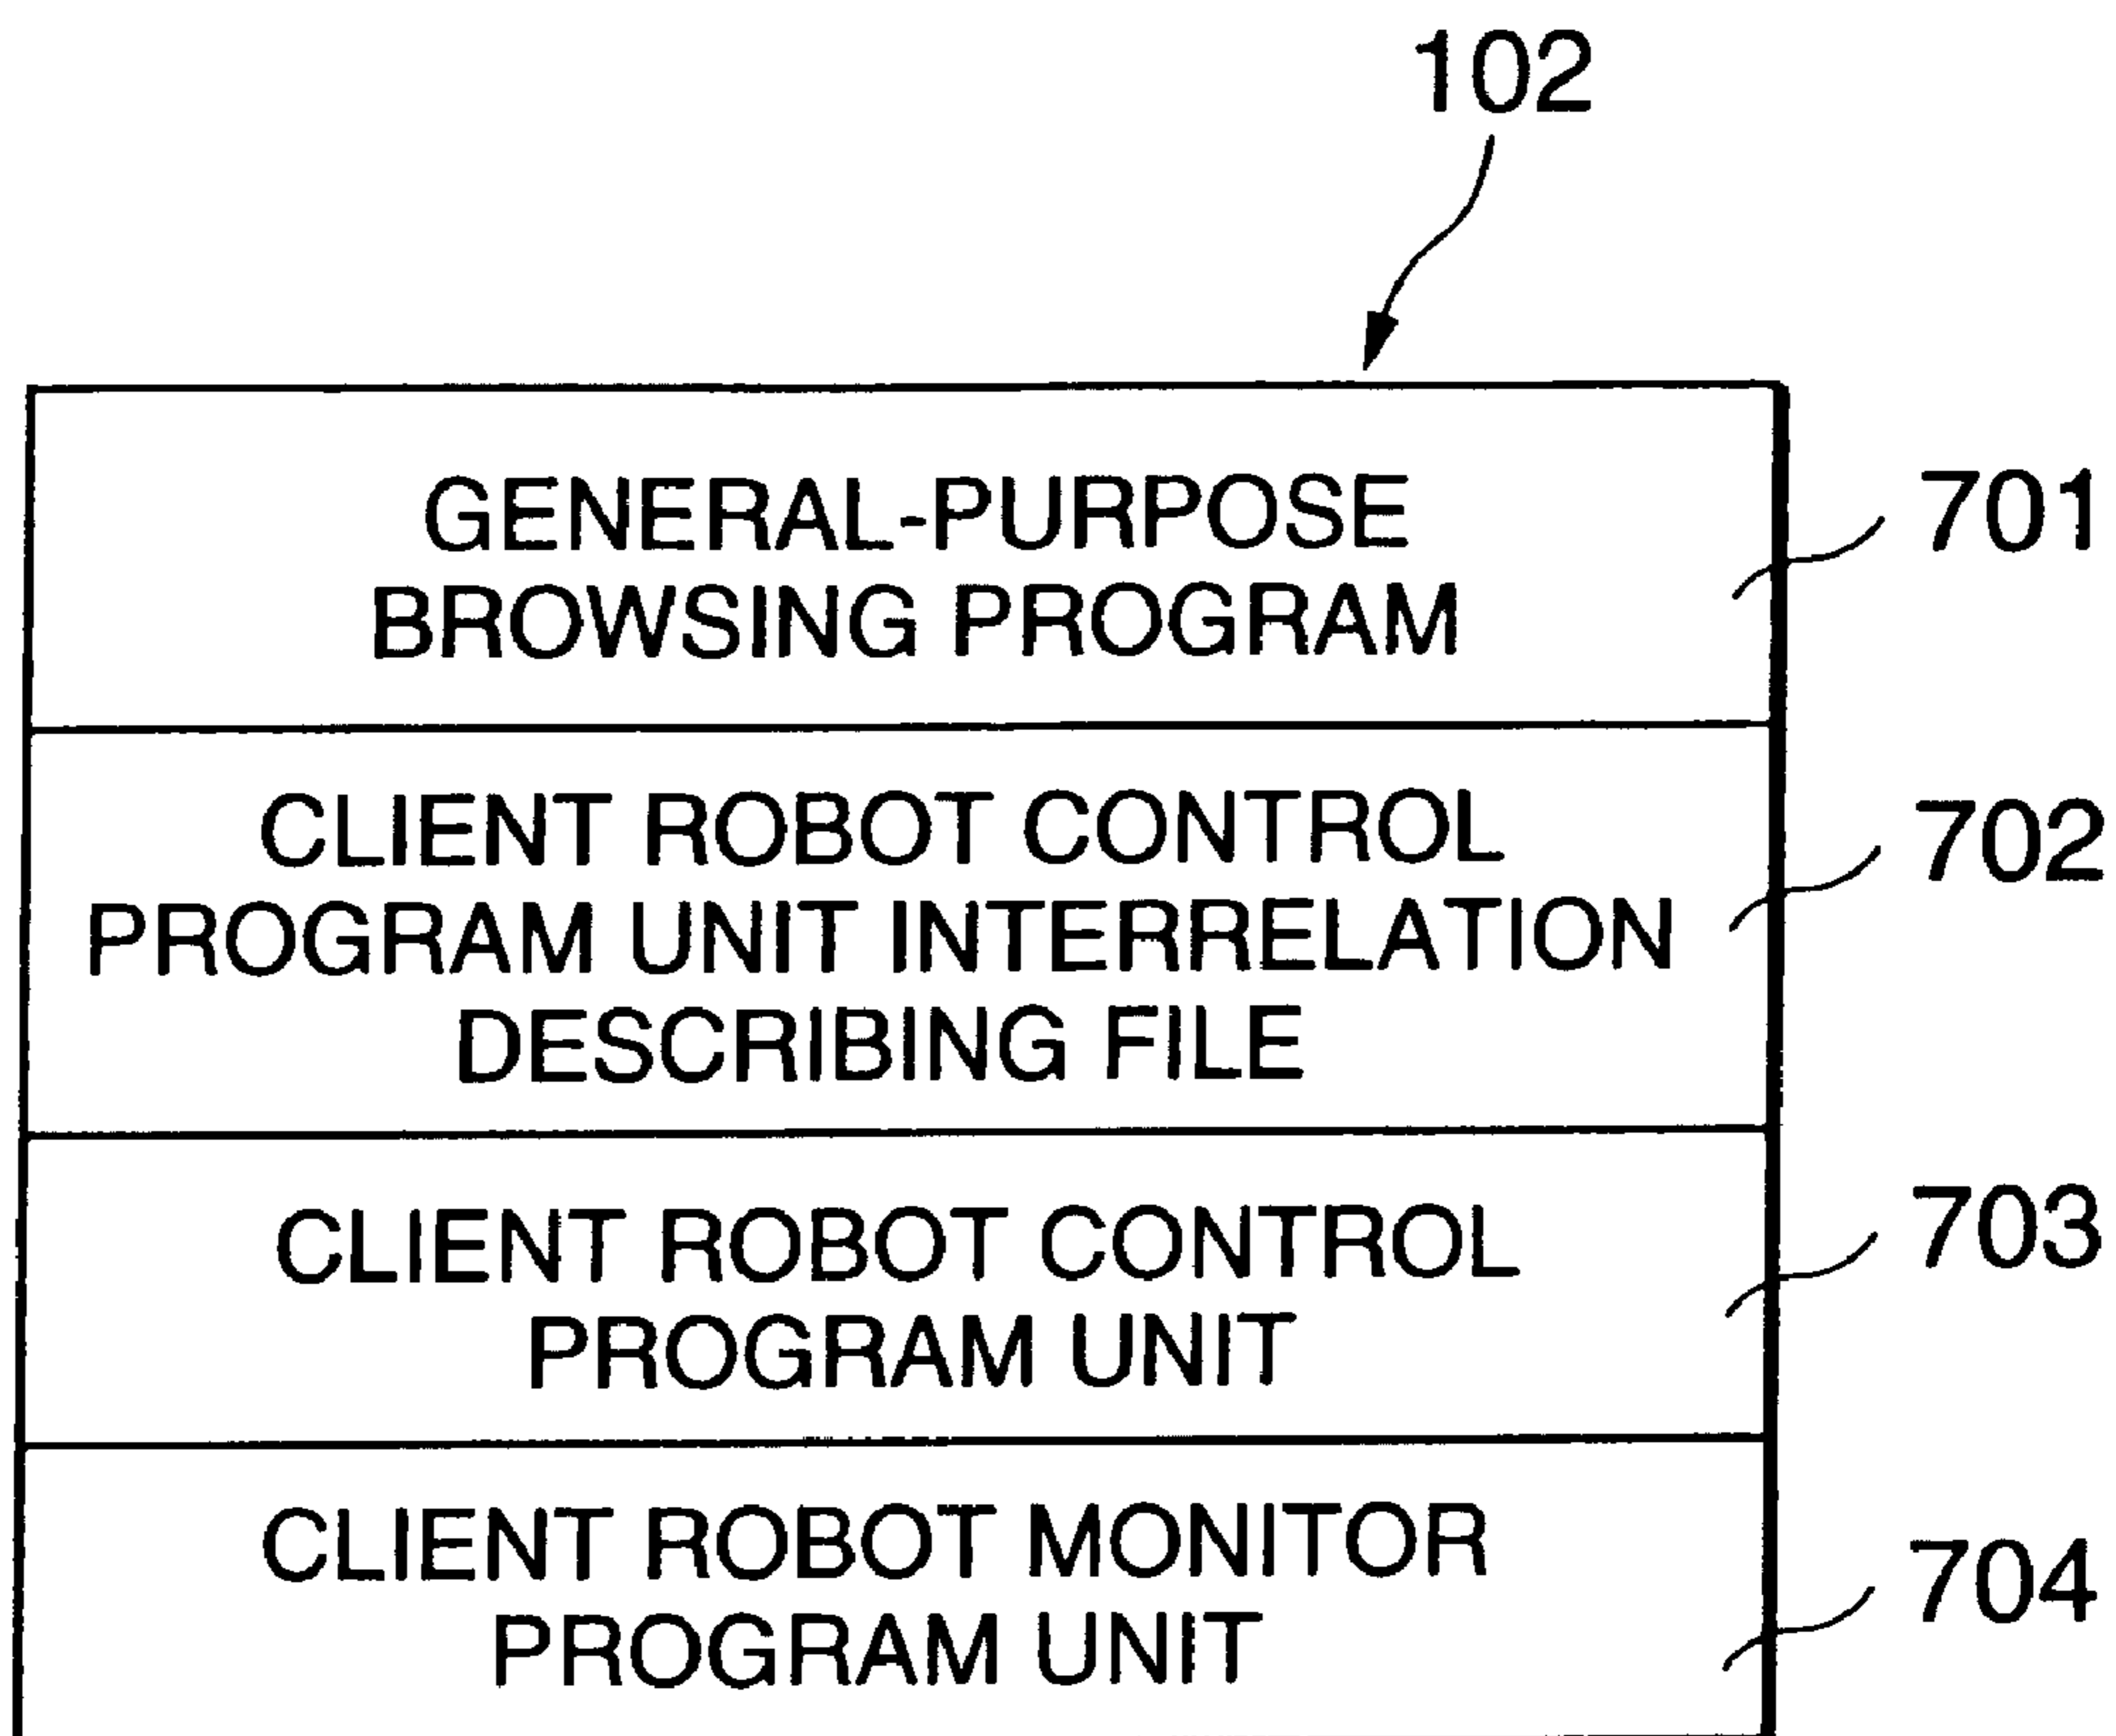 102
GENERAL-PURPOSE
BROWSING PROGRAM
701
CLIENT ROBOT CONTROL
PROGRAM UNIT INTERRELATION
DESCRIBING FILE
702
CLIENT ROBOT CONTROL
PROGRAM UNIT
703
CLIENT ROBOT MONITOR
PROGRAM UNIT
704